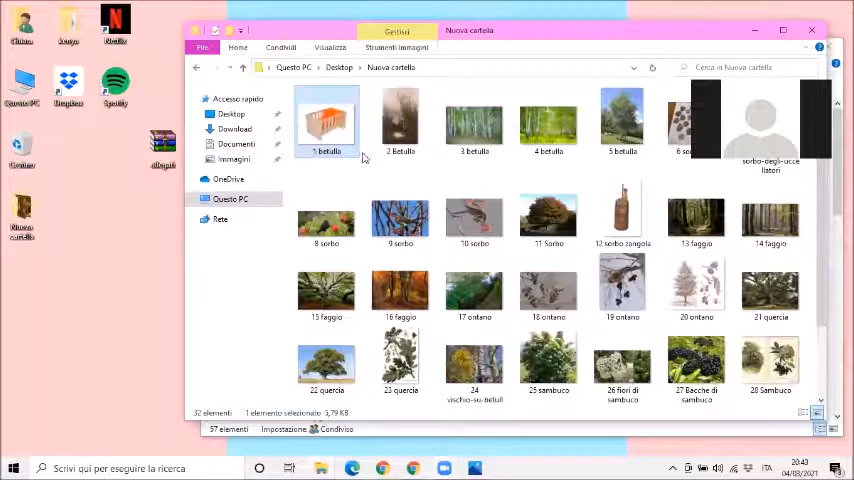 Chiara
kenya
Netflix
Questo PC
Dropbox
Spotify
Cestino
allegati
Nuova cartella
Gestisci
Nuova cartella
File
Home
Condividi
Visualizza
Strumenti immagini
Questo PC > Desktop > Nuova cartella
Cerca in Nuova cartella
Accesso rapido
Desktop
Download
Documenti
Immagini
OneDrive
Questo PC
Rete
1 betulla
2 Betulla
3 betulla
4 betulla
5 betulla
sorbo-degli-ucce
llatori
8 sorbo
9 sorbo
10 sorbo
11 Sorbo
12 sorbo zangola
13 faggio
14 faggio
15 faggio
16 faggio
17 ontano
18 ontano
19 ontano
20 ontano
21 quercia
22 quercia
23 quercia
24
vischio-su-betull
25 sambuco
26 fiori di
sambuco
27 Bacche di
sambuco
28 Sambuco
32 elementi
1 elemento selezionato 5,79 KB
57 elementi
Impostazione:
Condiviso
Scrivi qui per eseguire la ricerca
ITA
20:43
04/03/2021